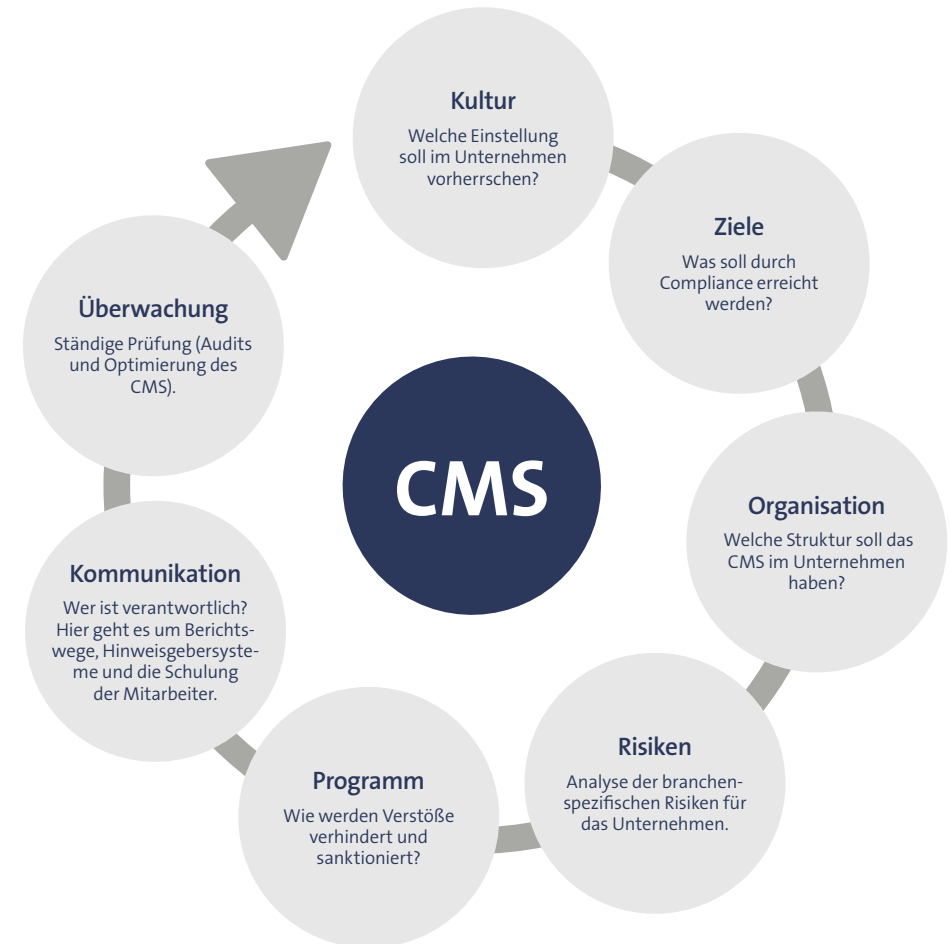 Kultur
Welche Einstellung
soll im Unternehmen
vorherrschen?
Ziele
Was soll durch
Compliance erreicht
werden?
Organisation
Welche Struktur soll das
CMS im Unternehmen
haben?
Risiken
Analyse der branchen-
spezifischen Risiken für
das Unternehmen.
Programm
Wie werden Verstöße
verhindert und
sanktioniert?
Kommunikation
Wer ist verantwortlich?
Hier geht es um Berichts-
wege, Hinweisgebersyste-
me und die Schulung
der Mitarbeiter.
Überwachung
Ständige Prüfung (Audits
und Optimierung des
CMS).
CMS